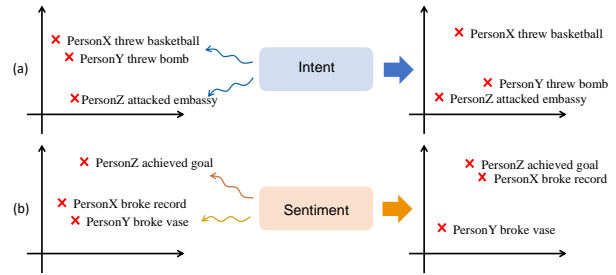 PersonX threw basketball
PersonY threw bomb
(a)
PersonZ attacked embassy
Intent
PersonX threw basketball
PersonY threw bomb
PersonZ attacked embassy
PersonZ achieved goal
PersonX broke record
(b)
PersonY broke vase
Sentiment
PersonZ achieved goal
PersonX broke record
PersonY broke vase